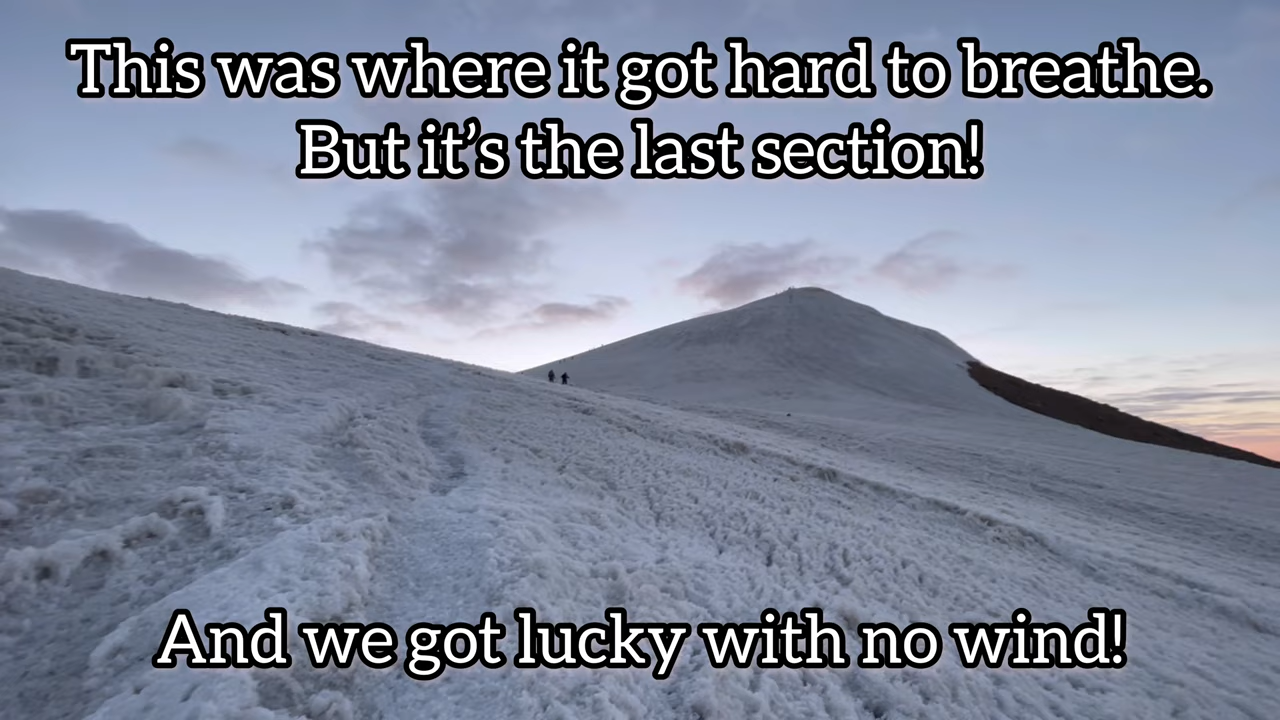 This was where it got hard to breathe.
But it’s the last section!
And we got lucky with no wind!